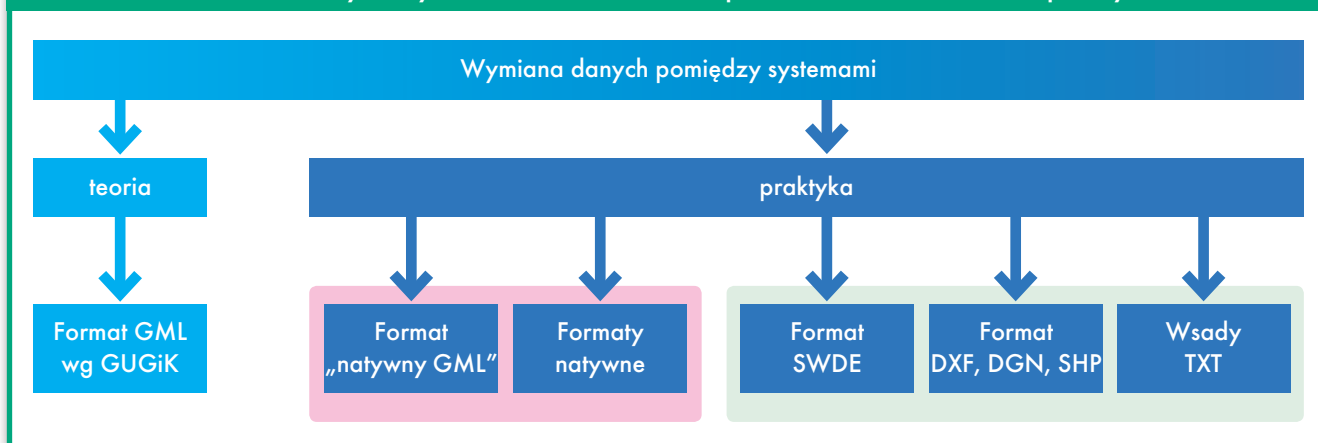 Wymiana danych pomiędzy systemami
teoria
praktyka
Format GML
wg GUGiK
Format
„natywny GML”
Formaty
natywne
Format
SWDE
Format
DXF, DGN, SHP
Wsady
TXT